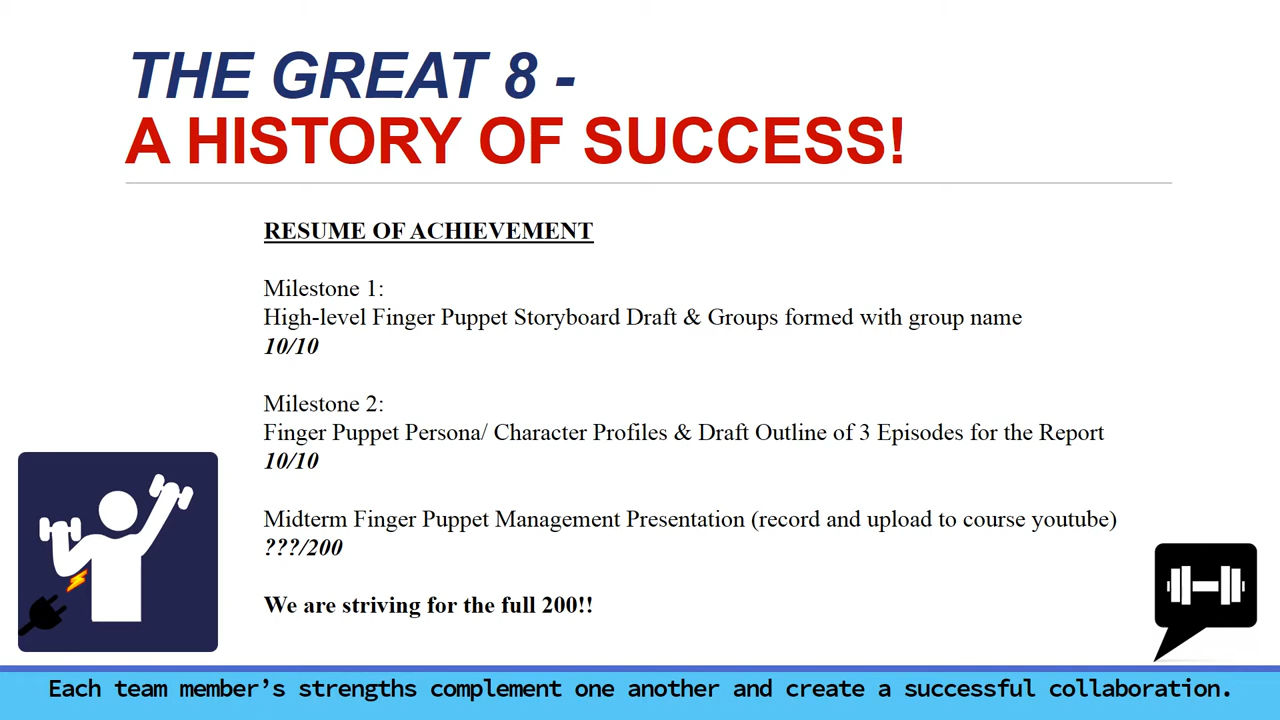 THE GREAT 8 -
A HISTORY OF SUCCESS!
RESUME OF ACHIEVEMENT
Milestone 1:
High-level Finger Puppet Storyboard Draft & Groups formed with group name
10/10
Milestone 2:
Finger Puppet Persona/ Character Profiles & Draft Outline of 3 Episodes for the Report
10/10
Midterm Finger Puppet Management Presentation (record and upload to course youtube)
???/200
We are striving for the full 200!!
Each team member’s strengths complement one another and create a successful collaboration.